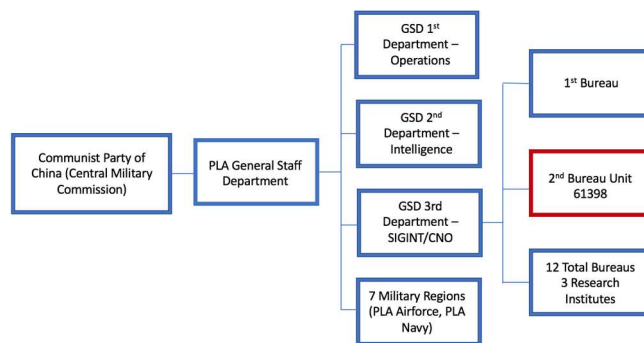 Communist Party of
China (Central Military
Commission)
PLA General Staff
Department
GSD 1st
Department –
Operations
GSD 2nd
Department –
Intelligence
GSD 3rd
Department –
SIGINT/CNO
7 Military Regions
(PLA Airforce, PLA
Navy)
1st Bureau
2nd Bureau Unit
61398
12 Total Bureaus
3 Research
Institutes